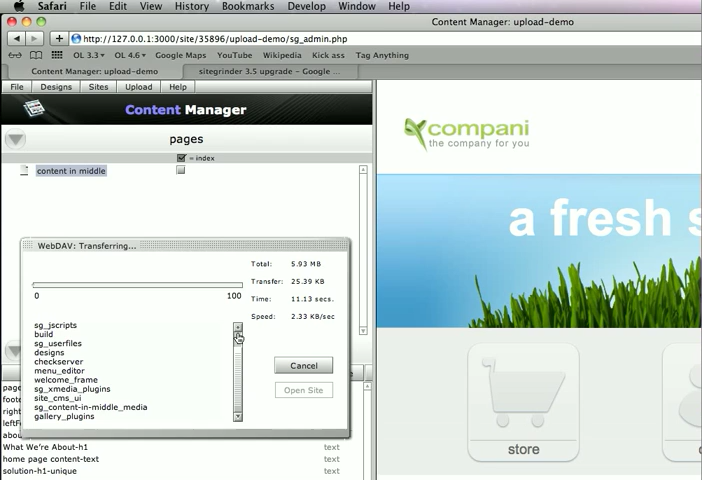 Safari File Edit View History Bookmarks Develop Window Help
Content Manager: upload-demo
http://127.0.0.1:3000/site/35896/upload-demo/sg_admin.php
OL 3.3 OL 4.6 Google Maps YouTube Wikipedia Kick ass Tag Anything
Content Manager: upload-demo sitegrinder 3.5 upgrade - Google ...
File Designs Sites Upload Help
Content Manager
pages
= index
content in middle
compani
the company for you
a fresh s
WebDAV: Transferring...
Total: 5.93 MB
Transfer: 25.39 KB
Time: 11.13 secs.
Speed: 2.33 KB/sec
0 100
sg_jscripts
build
sg_userfiles
designs
checkserver
menu_editor
welcome_frame
sg_xmedia_plugins
site_cms_ui
sg_content-in-middle_media
gallery_plugins
Cancel
Open Site
page
foote
right
leftF
abou
What We're About-h1 text
home page content-text text
solution-h1-unique text
store